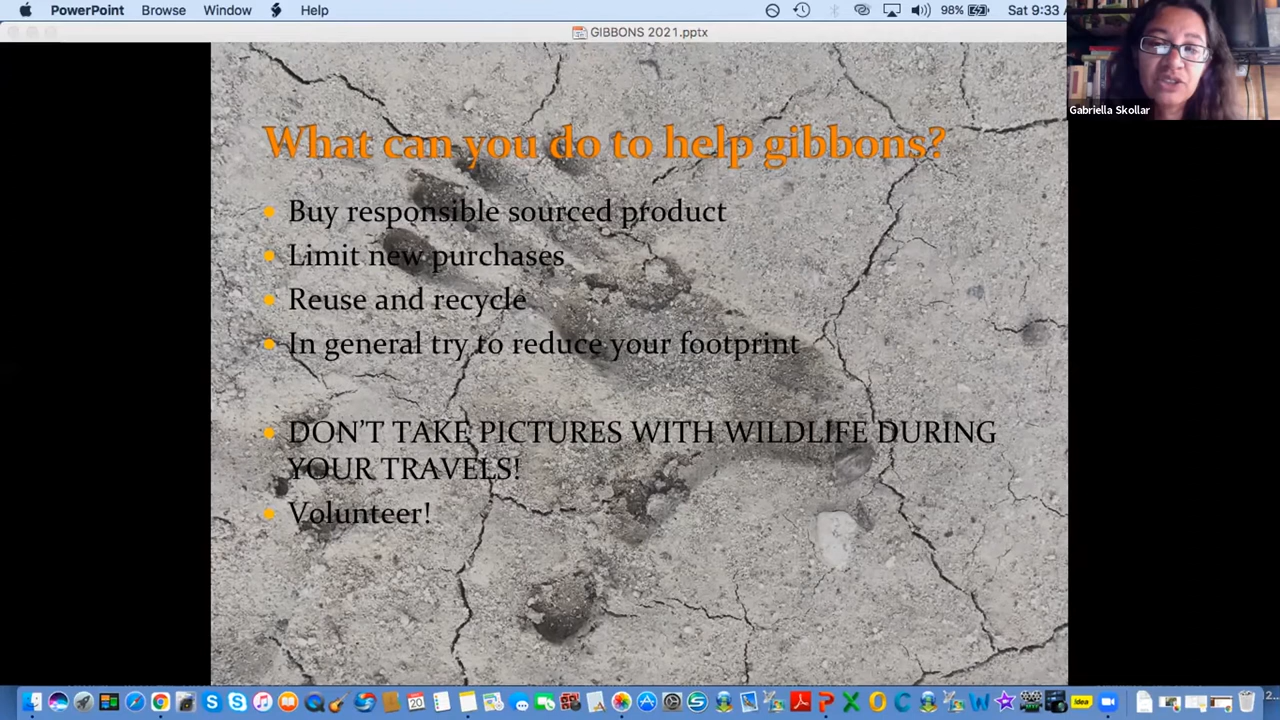 PowerPoint Browse Window Help 98% Sat 9:33
GIBBONS 2021.pptx
Gabriella Skollar
What can you do to help gibbons?
Buy responsible sourced product
Limit new purchases
Reuse and recycle
In general try to reduce your footprint
DON'T TAKE PICTURES WITH WILDLIFE DURING
YOUR TRAVELS!
Volunteer!